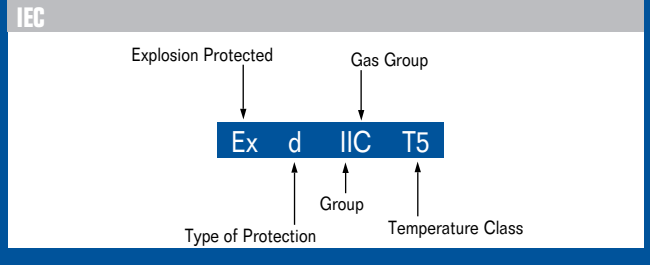 IEC
Explosion Protected
Gas Group
Ex d IIC T5
Group
Temperature Class
Type of Protection